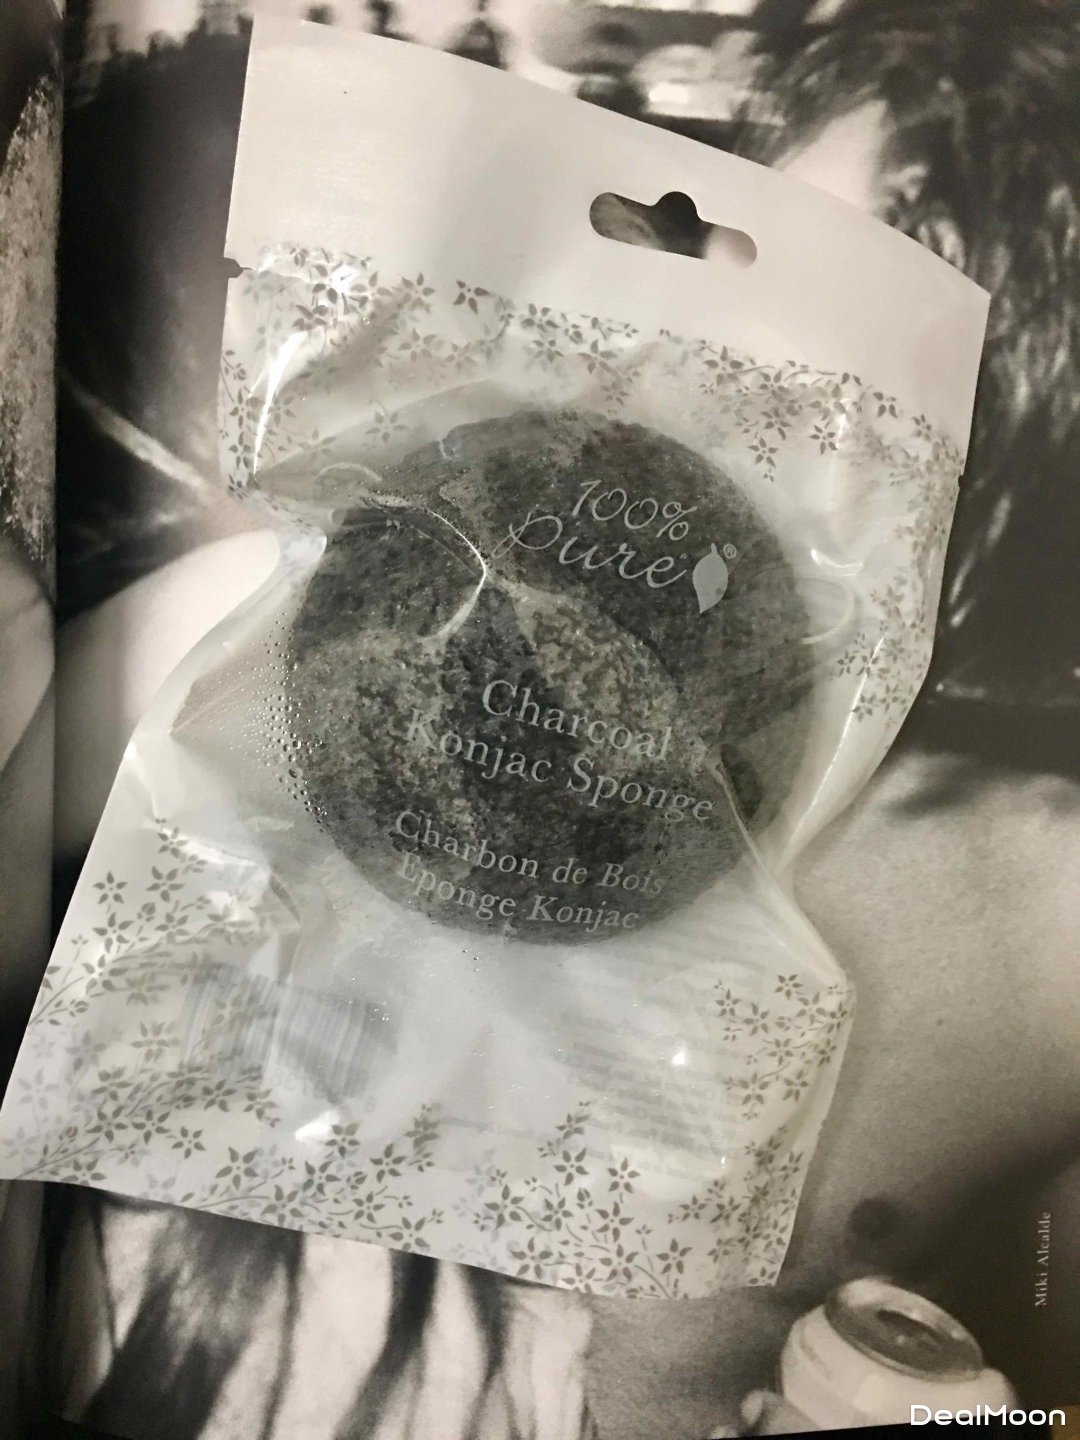 100%
Pure®
Charcoal
Konjac Sponge
Charbon de Bois
Eponge Konjac
Miki Alcalde
DealMoon